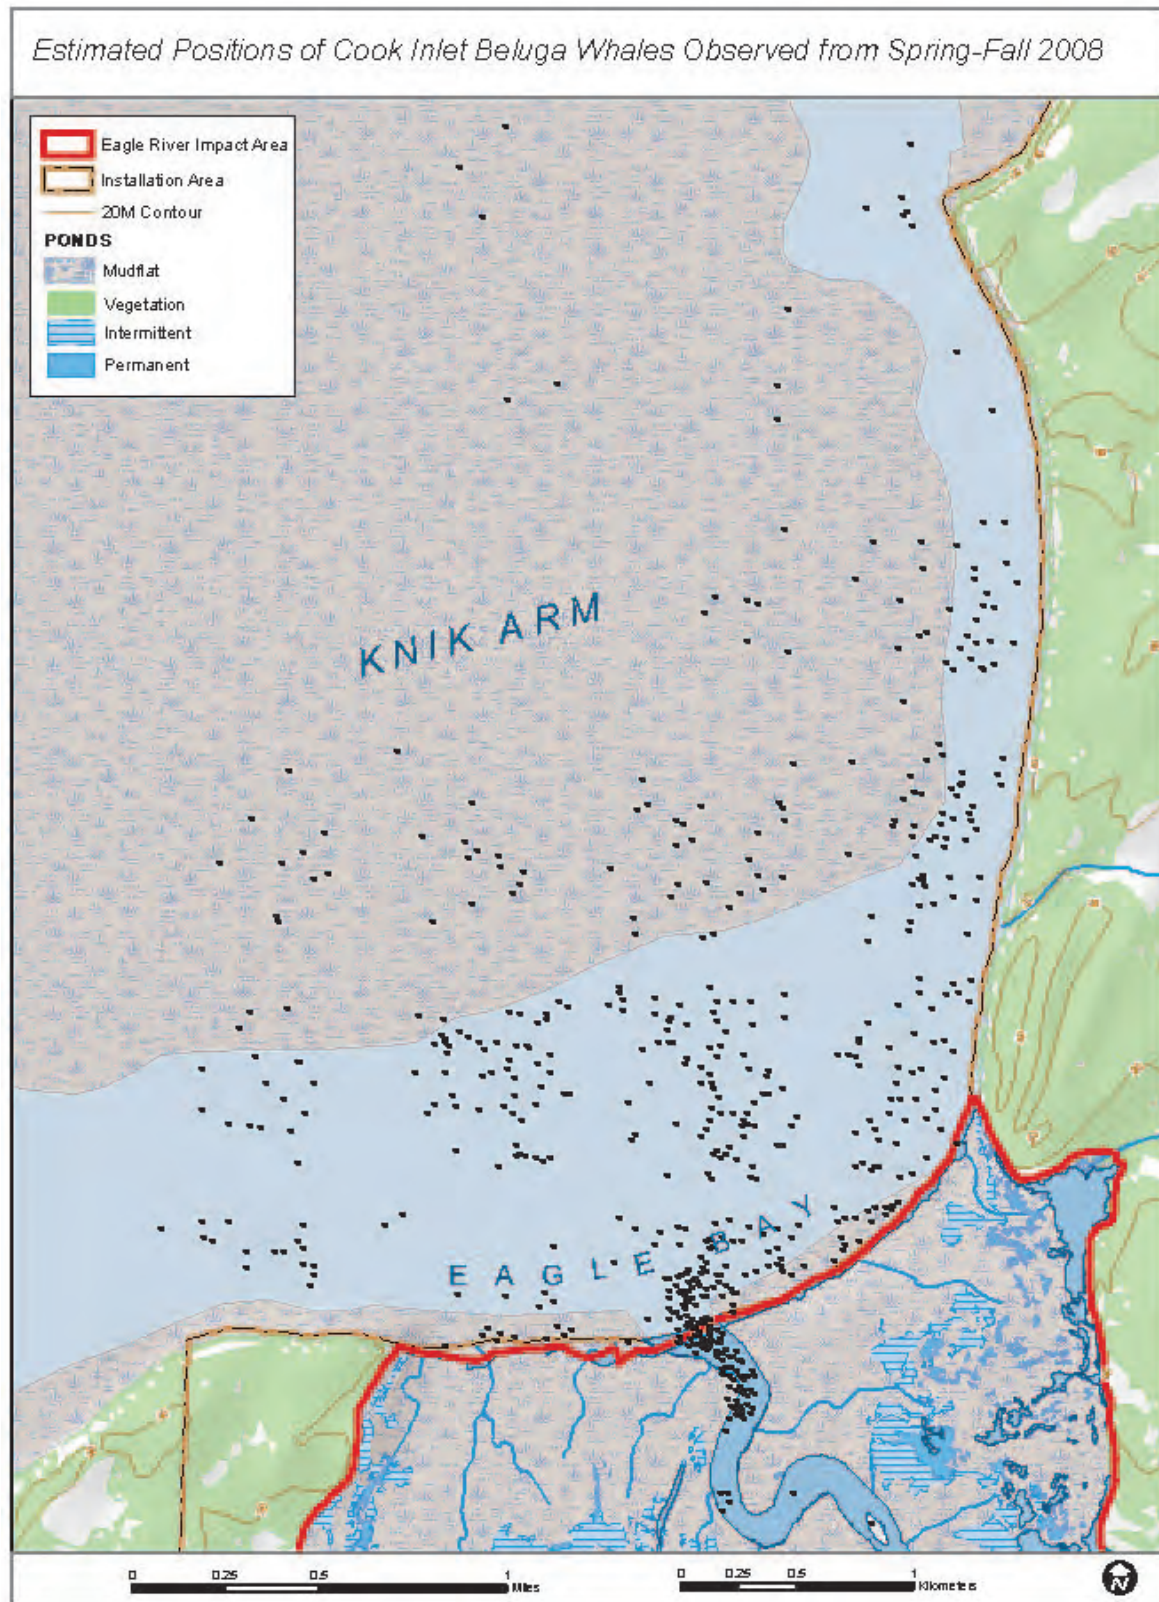 Estimated Positions of Cook Inlet Beluga Whales Observed from Spring-Fall 2008
Eagle River Impact Area
Installation Area
20M Contour
PONDS
Mudflat
Vegetation
Intermittent
Permanent
KNIK ARM
EAGLE BAY
0 0.25 0.5 1 Miles
0 0.25 0.5 1 Kilometers
N